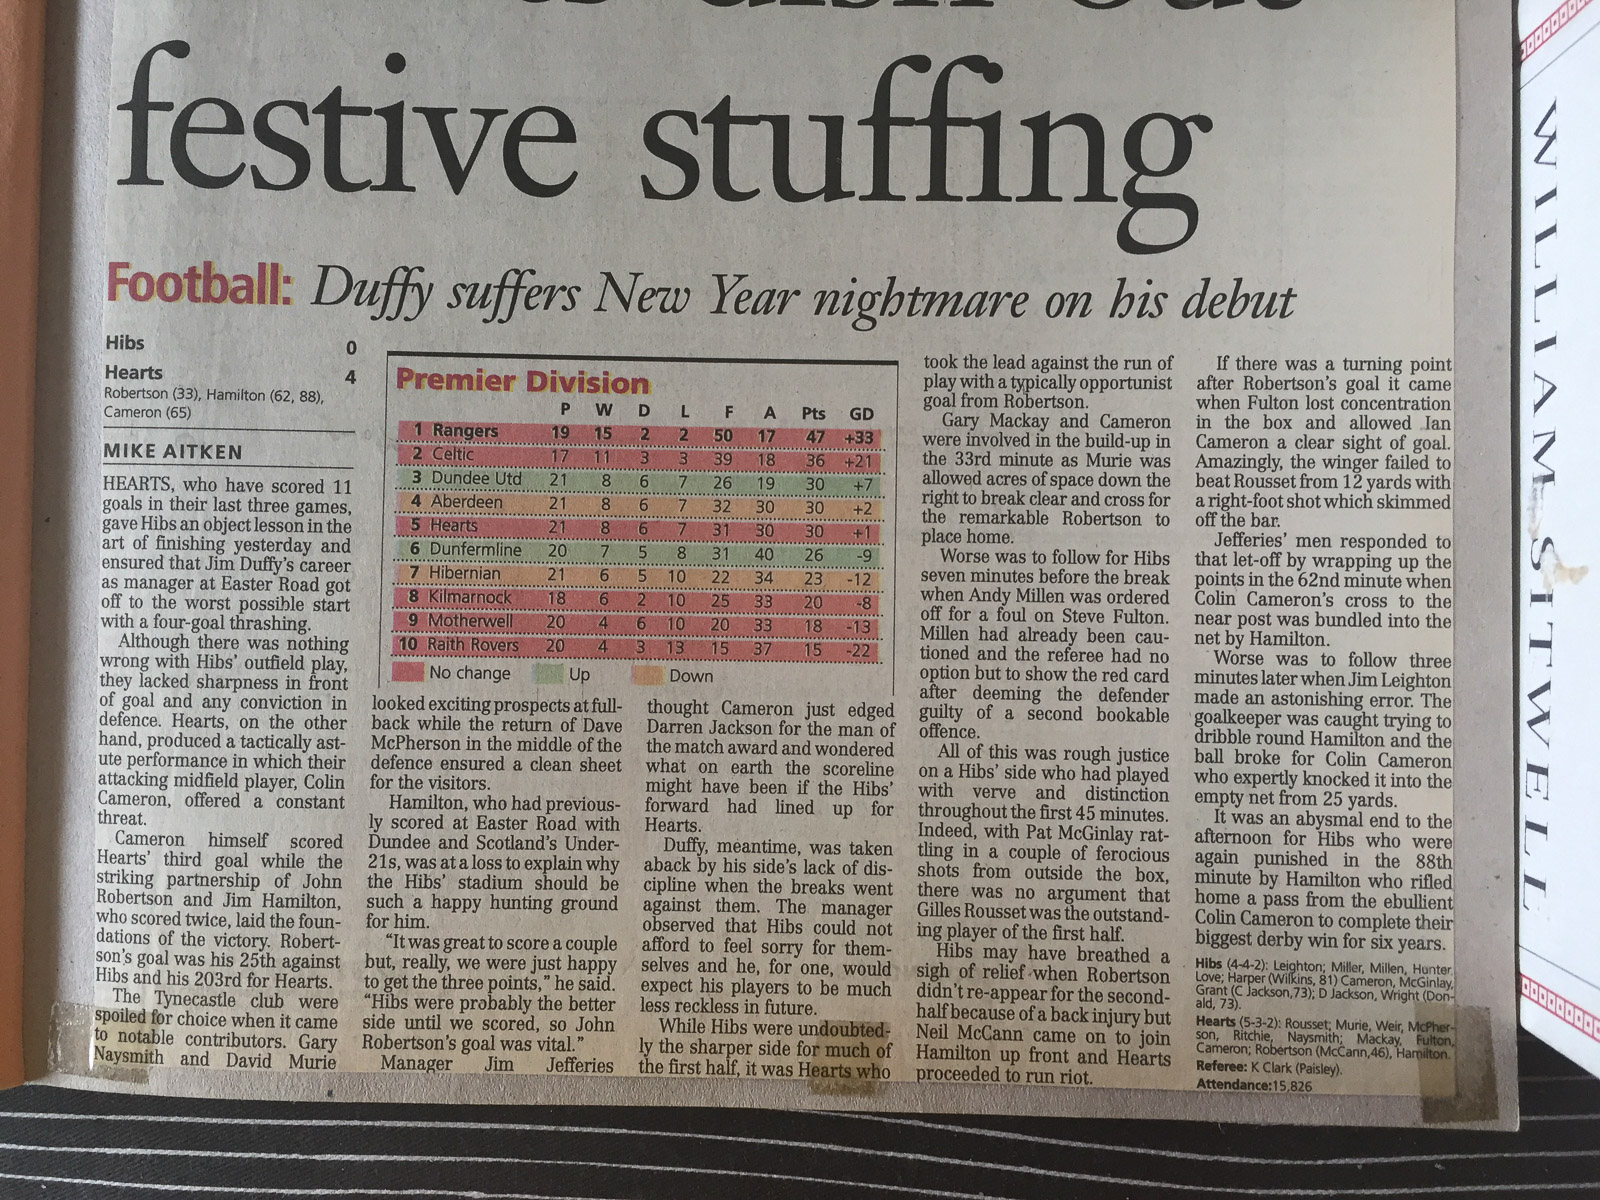 festive stuffing
Football: Duffy suffers New Year nightmare on his debut
Hibs 0
Hearts 4
Robertson (33), Hamilton (62, 88),
Cameron (65)
MIKE AITKEN
HEARTS, who have scored 11
goals in their last three games,
gave Hibs an object lesson in the
art of finishing yesterday and
ensured that Jim Duffy's career
as manager at Easter Road got
off to the worst possible start
with a four-goal thrashing.
Although there was nothing
wrong with Hibs' outfield play,
they lacked sharpness in front
of goal and any conviction in
defence. Hearts, on the other
hand, produced a tactically ast-
ute performance in which their
attacking midfield player, Colin
Cameron, offered a constant
threat.
Cameron himself scored
Hearts' third goal while the
striking partnership of John
Robertson and Jim Hamilton,
who scored twice, laid the foun-
dations of the victory. Robert-
son's goal was his 25th against
Hibs and his 203rd for Hearts.
The Tynecastle club were
spoiled for choice when it came
to notable contributors. Gary
Naysmith and David Murie
Premier Division
P W D L F A Pts GD
1 Rangers 19 15 2 2 50 17 47 +33
2 Celtic 17 11 3 3 39 18 36 +21
3 Dundee Utd 21 8 6 7 26 19 30 +7
4 Aberdeen 21 8 6 7 32 30 30 +2
5 Hearts 21 8 6 7 31 30 30 +1
6 Dunfermline 20 7 5 8 31 40 26 -9
7 Hibernian 21 6 5 10 22 34 23 -12
8 Kilmarnock 18 6 2 10 25 33 20 -8
9 Motherwell 20 4 6 10 20 33 18 -13
10 Raith Rovers 20 4 3 13 15 37 15 -22
No change Up Down
looked exciting prospects at full-
back while the return of Dave
McPherson in the middle of the
defence ensured a clean sheet
for the visitors.
Hamilton, who had previous-
ly scored at Easter Road with
Dundee and Scotland's Under-
21s, was at a loss to explain why
the Hibs' stadium should be
such a happy hunting ground
for him.
"It was great to score a couple
but, really, we were just happy
to get the three points," he said.
"Hibs were probably the better
side until we scored, so John
Robertson's goal was vital."
Manager Jim Jefferies
thought Cameron just edged
Darren Jackson for the man of
the match award and wondered
what on earth the scoreline
might have been if the Hibs'
forward had lined up for
Hearts.
Duffy, meantime, was taken
aback by his side's lack of dis-
cipline when the breaks went
against them. The manager
observed that Hibs could not
afford to feel sorry for them-
selves and he, for one, would
expect his players to be much
less reckless in future.
While Hibs were undoubted-
ly the sharper side for much of
the first half, it was Hearts who
took the lead against the run of
play with a typically opportunist
goal from Robertson.
Gary Mackay and Cameron
were involved in the build-up in
the 33rd minute as Murie was
allowed acres of space down the
right to break clear and cross for
the remarkable Robertson to
place home.
Worse was to follow for Hibs
seven minutes before the break
when Andy Millen was ordered
off for a foul on Steve Fulton.
Millen had already been cau-
tioned and the referee had no
option but to show the red card
after deeming the defender
guilty of a second bookable
offence.
All of this was rough justice
on a Hibs' side who had played
with verve and distinction
throughout the first 45 minutes.
Indeed, with Pat McGinlay rat-
tling in a couple of ferocious
shots from outside the box,
there was no argument that
Gilles Rousset was the outstand-
ing player of the first half.
Hibs may have breathed a
sigh of relief when Robertson
didn't re-appear for the second-
half because of a back injury but
Neil McCann came on to join
Hamilton up front and Hearts
proceeded to run riot.
If there was a turning point
after Robertson's goal it came
when Fulton lost concentration
in the box and allowed Ian
Cameron a clear sight of goal.
Amazingly, the winger failed to
beat Rousset from 12 yards with
a right-foot shot which skimmed
off the bar.
Jefferies' men responded to
that let-off by wrapping up the
points in the 62nd minute when
Colin Cameron's cross to the
near post was bundled into the
net by Hamilton.
Worse was to follow three
minutes later when Jim Leighton
made an astonishing error. The
goalkeeper was caught trying to
dribble round Hamilton and the
ball broke for Colin Cameron
who expertly knocked it into the
empty net from 25 yards.
It was an abysmal end to the
afternoon for Hibs who were
again punished in the 88th
minute by Hamilton who rifled
home a pass from the ebullient
Colin Cameron to complete their
biggest derby win for six years.
Hibs (4-4-2): Leighton; Miller, Millen, Hunter,
Love; Harper (Wilkins, 81) Cameron, McGinlay,
Grant (C Jackson,73); D Jackson, Wright (Don-
ald, 73).
Hearts (5-3-2): Rousset; Murie, Weir, McPher-
son, Ritchie, Naysmith; Mackay, Fulton,
Cameron; Robertson (McCann,46), Hamilton.
Referee: K Clark (Paisley).
Attendance:15,826
WILLIAM SITWELL